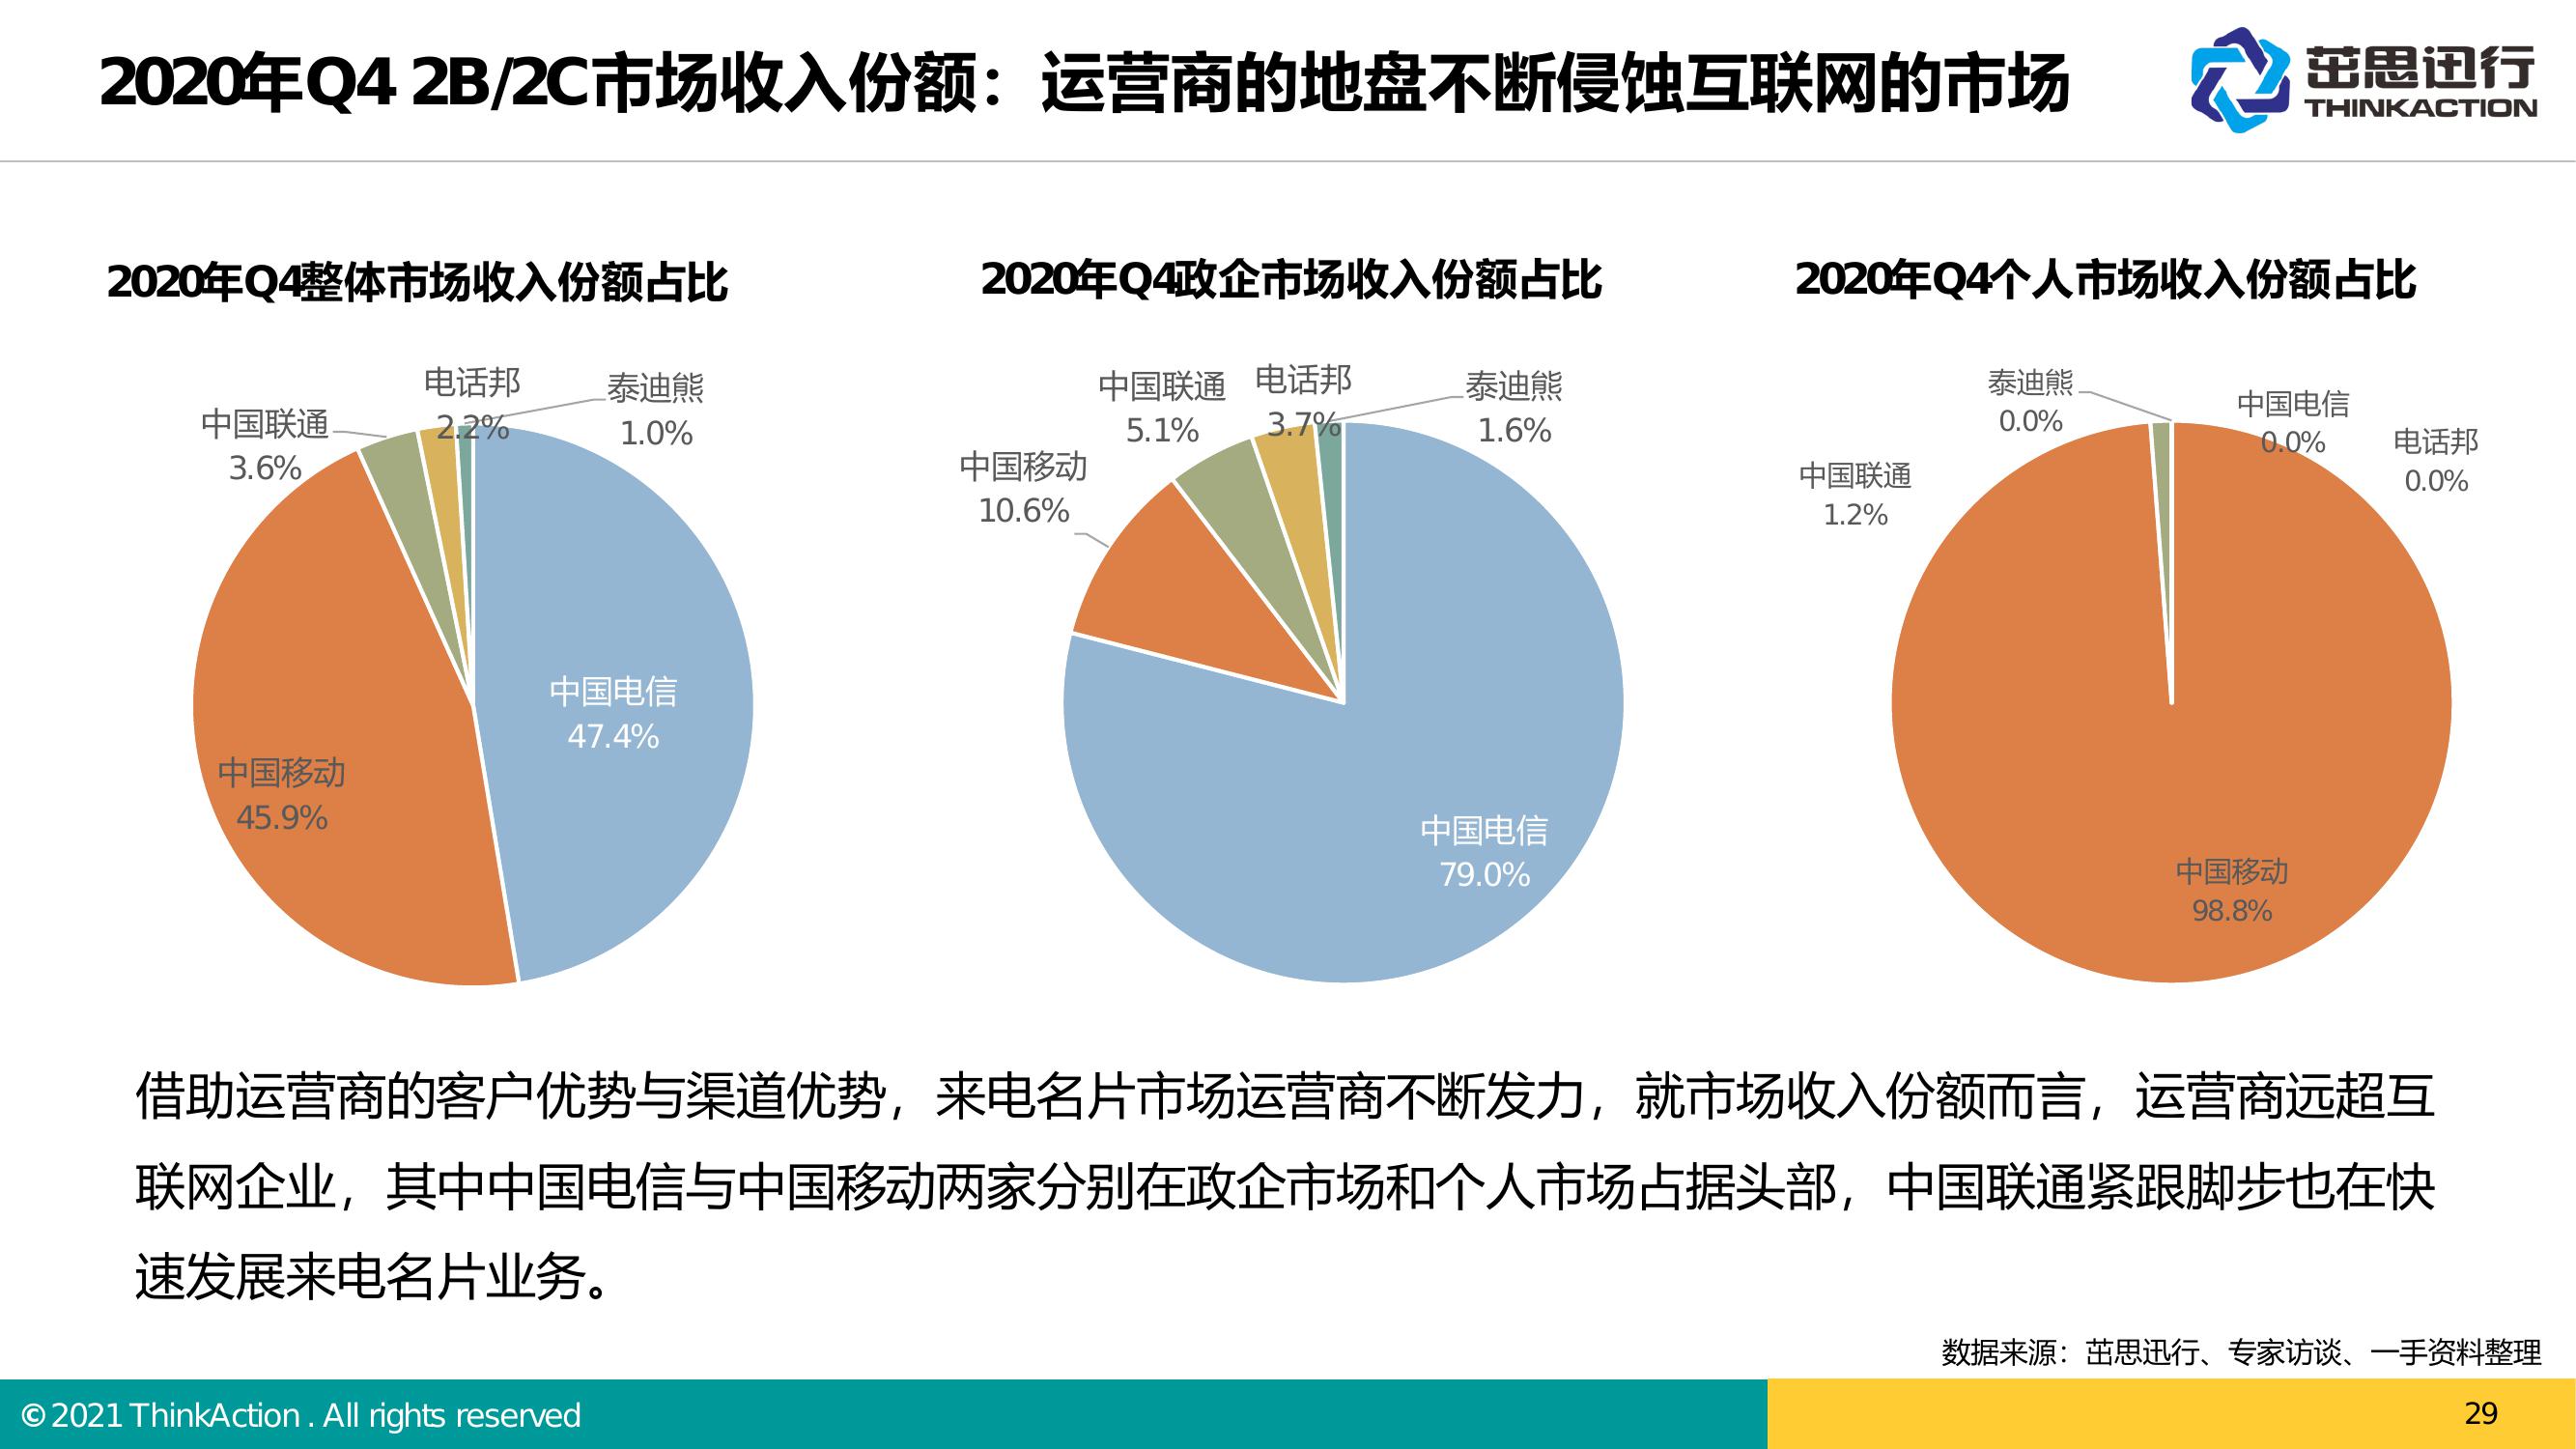 2020年Q4 2B/2C市场收入份额：运营商的地盘不断侵蚀互联网的市场
茁思迅行
THINKACTION
2020年Q4整体市场收入份额占比
电话邦
2.2%
泰迪熊
1.0%
中国联通
3.6%
中国电信
47.4%
中国移动
45.9%
2020年Q4政企市场收入份额占比
中国联通
5.1%
电话邦
3.7%
泰迪熊
1.6%
中国移动
10.6%
中国电信
79.0%
2020年Q4个人市场收入份额占比
泰迪熊
0.0%
中国电信
0.0%
电话邦
0.0%
中国联通
1.2%
中国移动
98.8%
借助运营商的客户优势与渠道优势，来电名片市场运营商不断发力，就市场收入份额而言，运营商远超互
联网企业，其中中国电信与中国移动两家分别在政企市场和个人市场占据头部，中国联通紧跟脚步也在快
速发展来电名片业务。
数据来源：茁思迅行、专家访谈、一手资料整理
© 2021 ThinkAction . All rights reserved
29